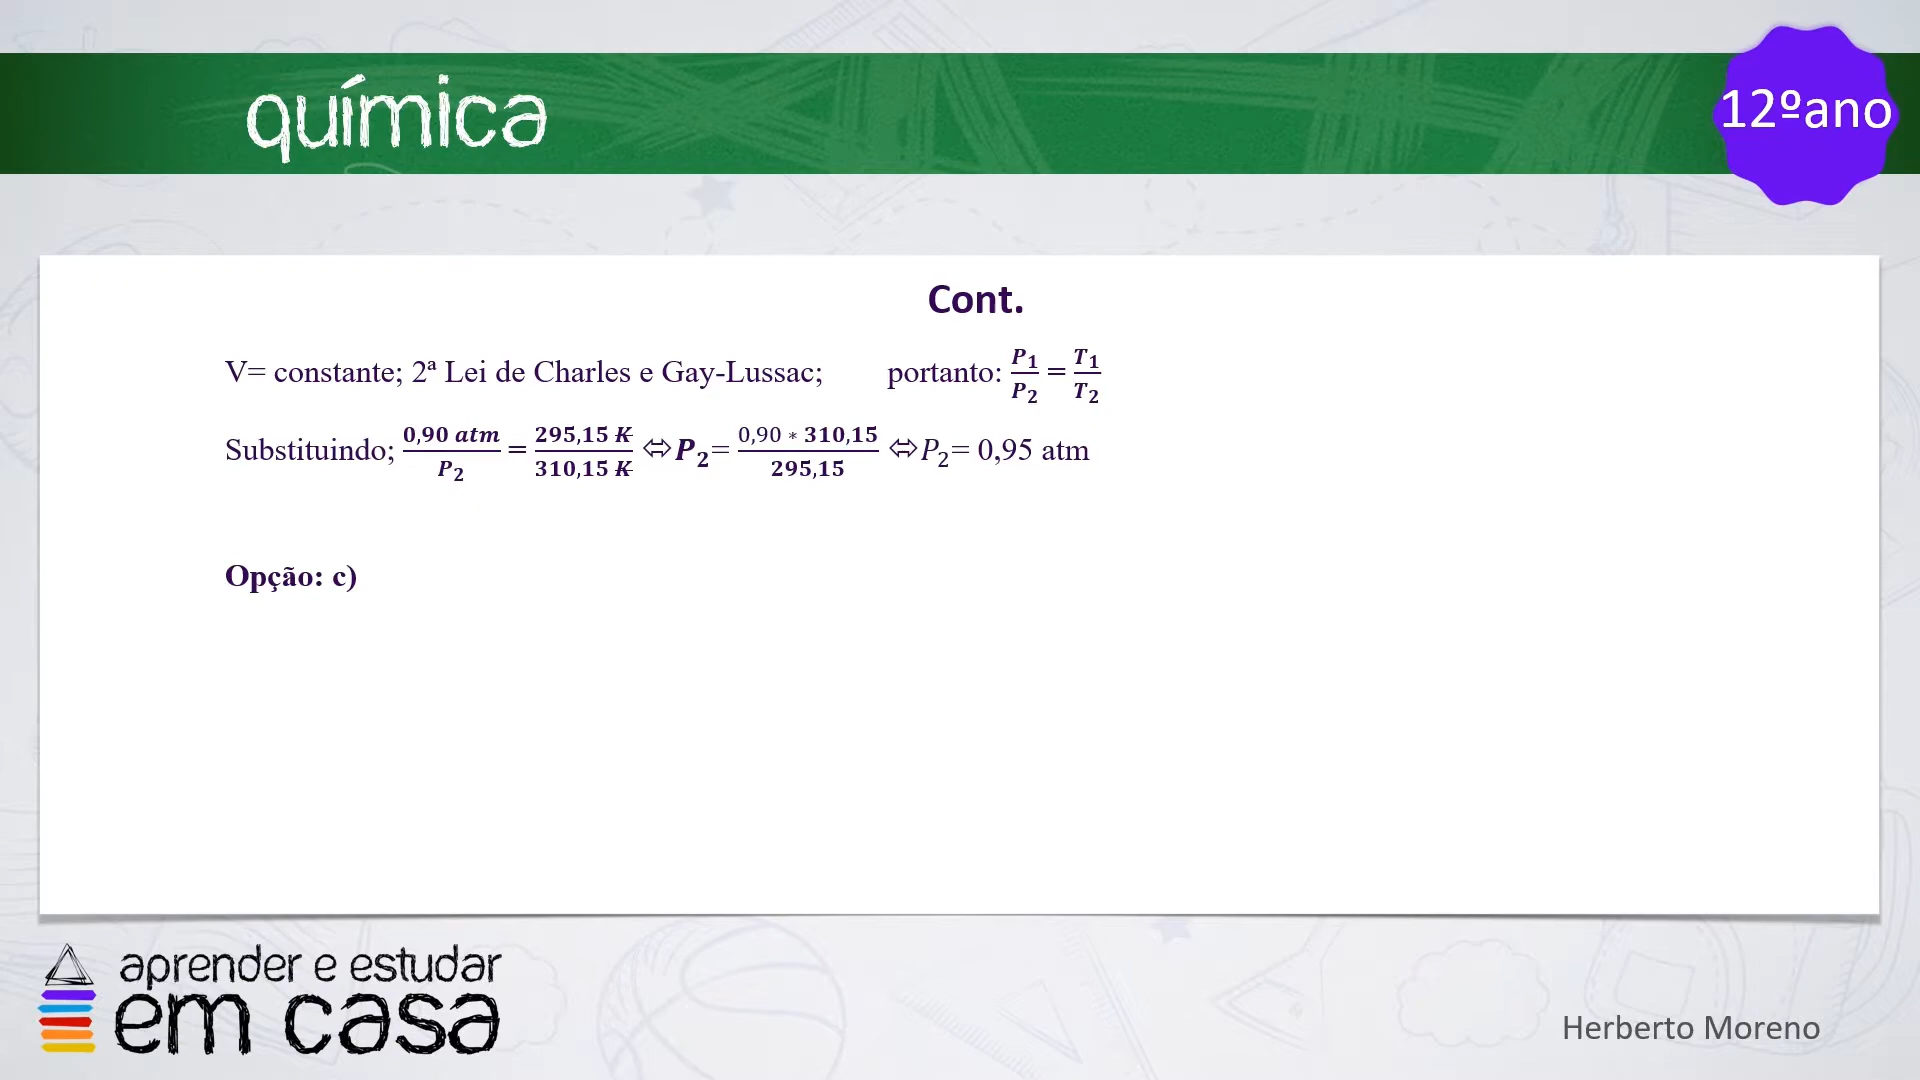 química
12ºano
Cont.
V= constante; 2ª Lei de Charles e Gay-Lussac; portanto: P₁/P₂ = T₁/T₂
Substituindo; 0,90 atm/P₂ = 295,15 K/310,15 K ⇔ P₂= 0,90 * 310,15/295,15 ⇔ P₂= 0,95 atm
Opção: c)
aprender e estudar
em casa
Herberto Moreno